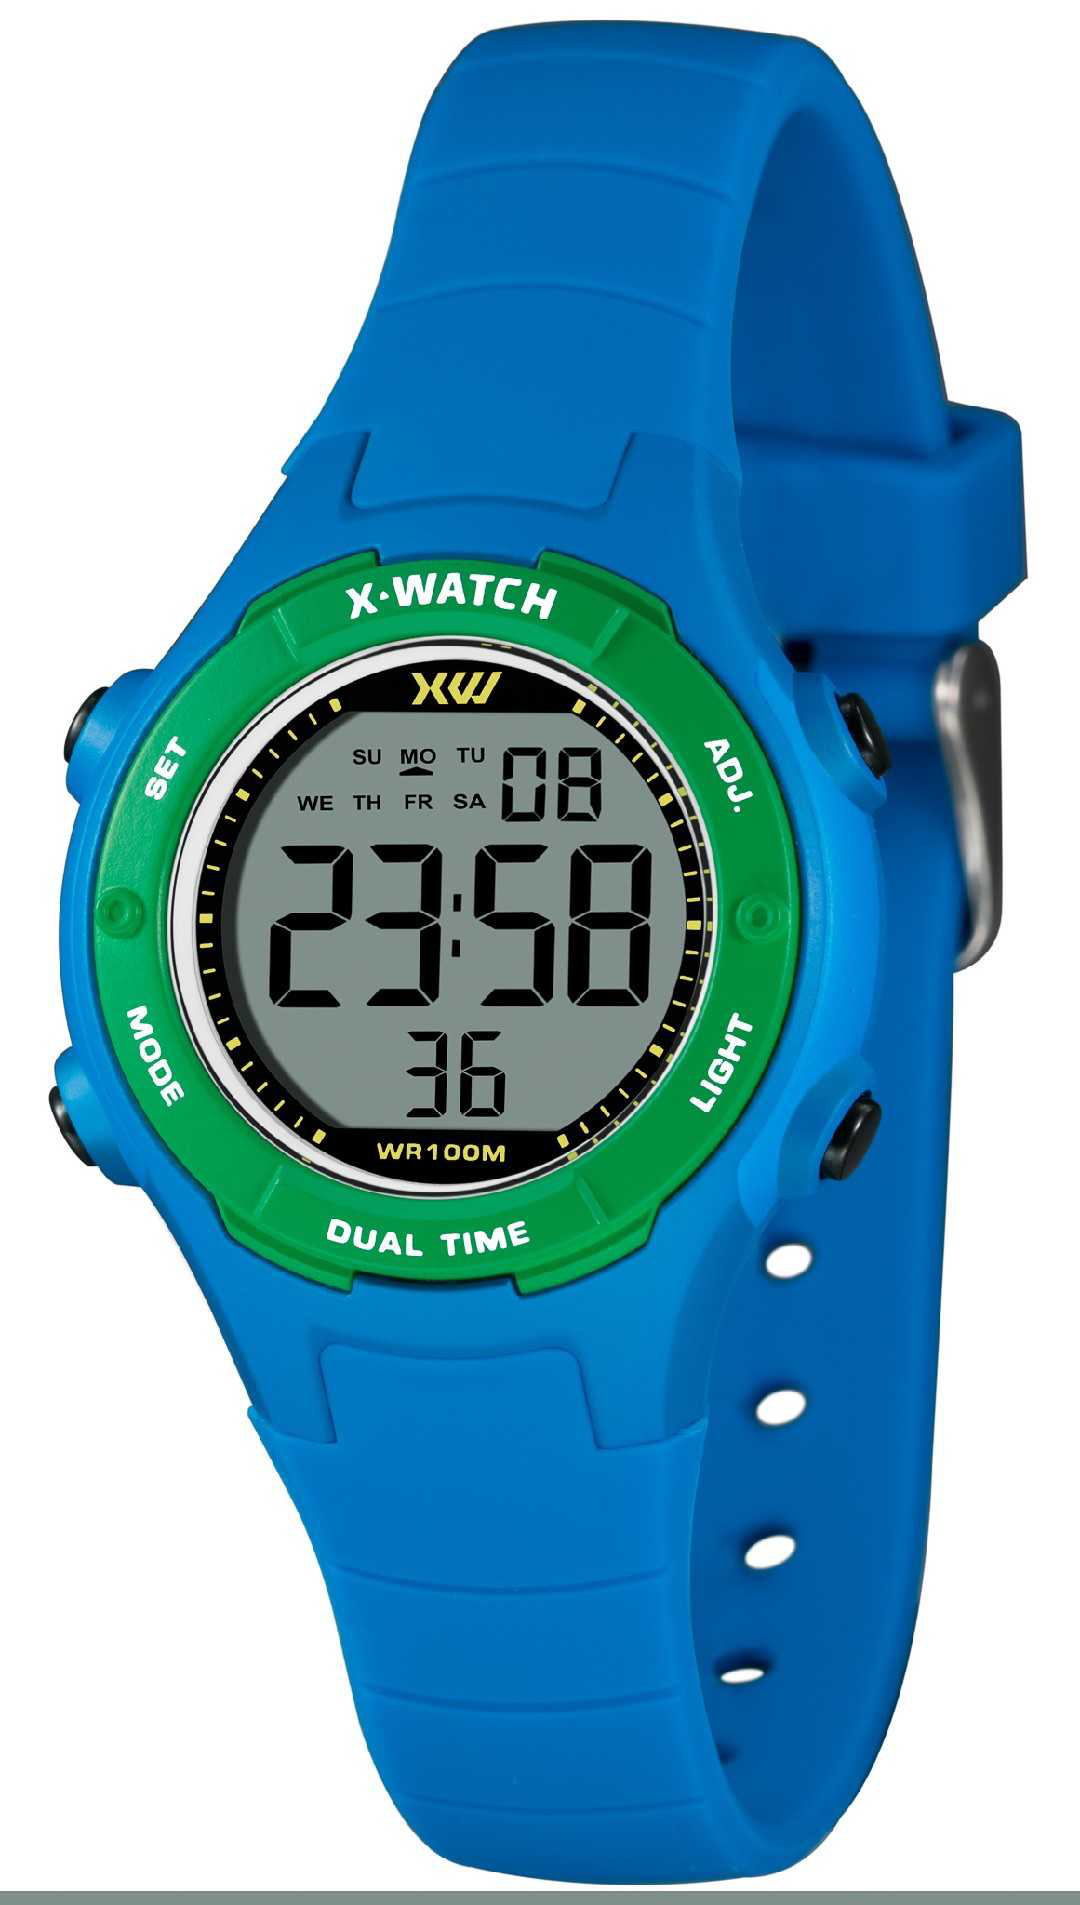 X·WATCH
XW
SET
ADJ.
SU MO TU 08
WE TH FR SA
23:58
36
MODE
LIGHT
WR100M
DUAL TIME